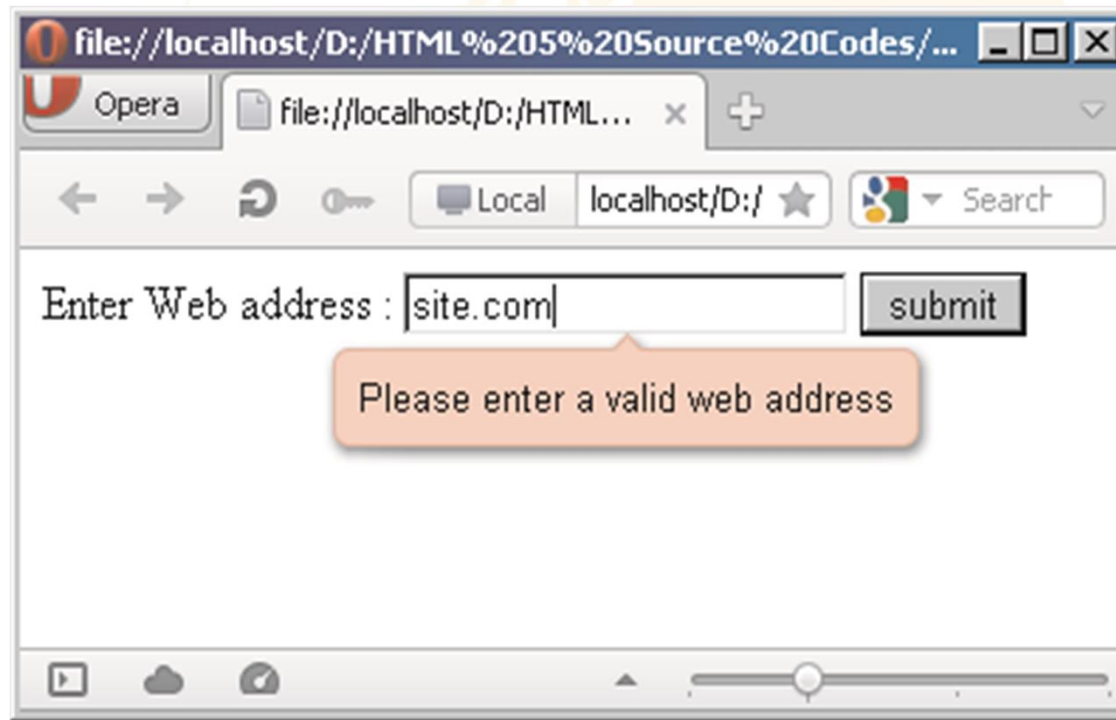 file://localhost/D:/HTML%205%20Source%20Codes/...
Opera file://localhost/D:/HTML...
Local localhost/D:/ Search
Enter Web address : site.com submit
Please enter a valid web address